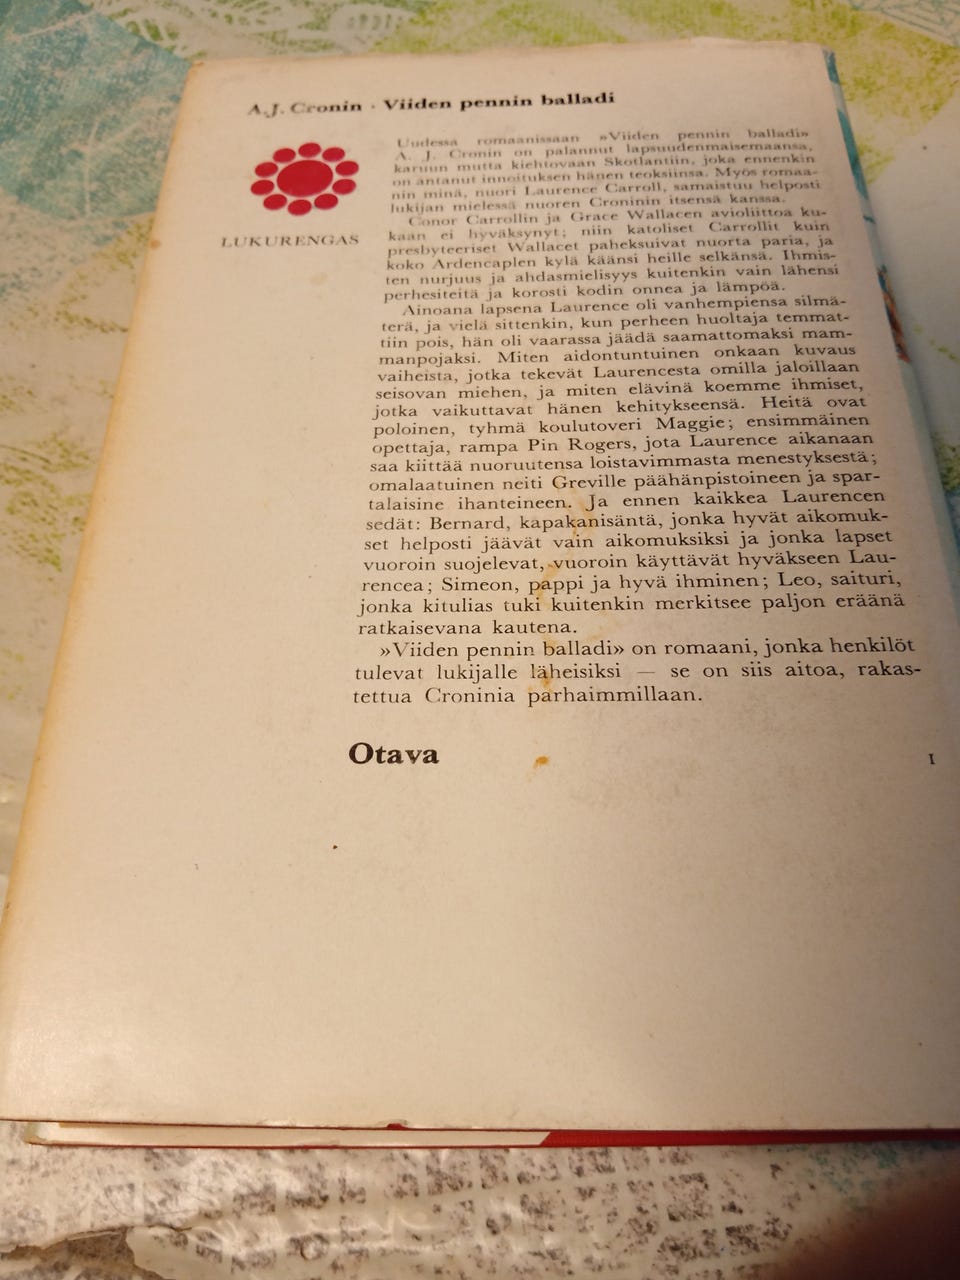 A.J. Cronin · Viiden pennin balladi
LUKURENGAS
Uudessa romaanissaan »Viiden pennin balladi»
A. J. Cronin on palannut lapsuudenmaisemaansa,
karuun mutta kiehtovaan Skotlantiin, joka ennenkin
on antanut innoituksen hänen teoksiinsa. Myös romaa-
nin minä, nuori Laurence Carroll, samaistuu helposti
lukijan mielessä nuoren Croninin itsensä kanssa.
Conor Carrollin ja Grace Wallacen avioliittoa ku-
kaan ei hyväksynyt; niin katoliset Carrollit kuin
presbyteeriset Wallacet paheksuivat nuorta paria, ja
koko Ardencaplen kylä käänsi heille selkänsä. Ihmis-
ten nurjuus ja ahdasmielisyys kuitenkin vain lähensi
perhesiteitä ja korosti kodin onnea ja lämpöä.
Ainoana lapsena Laurence oli vanhempiensa silmä-
terä, ja vielä sittenkin, kun perheen huoltaja temmat-
tiin pois, hän oli vaarassa jäädä saamattomaksi mam-
manpojaksi. Miten aidontuntuinen onkaan kuvaus
vaiheista, jotka tekevät Laurencesta omilla jaloillaan
seisovan miehen, ja miten elävinä koemme ihmiset,
jotka vaikuttavat hänen kehitykseensä. Heitä ovat
poloinen, tyhmä koulutoveri Maggie; ensimmäinen
opettaja, rampa Pin Rogers, jota Laurence aikanaan
saa kiittää nuoruutensa loistavimmasta menestyksestä;
omalaatuinen neiti Greville päähänpistoineen ja spar-
talaisine ihanteineen. Ja ennen kaikkea Laurencen
sedät: Bernard, kapakanisäntä, jonka hyvät aikomuk-
set helposti jäävät vain aikomuksiksi ja jonka lapset
vuoroin suojelevat, vuoroin käyttävät hyväkseen Lau-
rencea; Simeon, pappi ja hyvä ihminen; Leo, saituri,
jonka kitulias tuki kuitenkin merkitsee paljon eräänä
ratkaisevana kautena.
»Viiden pennin balladi» on romaani, jonka henkilöt
tulevat lukijalle läheisiksi — se on siis aitoa, rakas-
tettua Croninia parhaimmillaan.
Otava
1